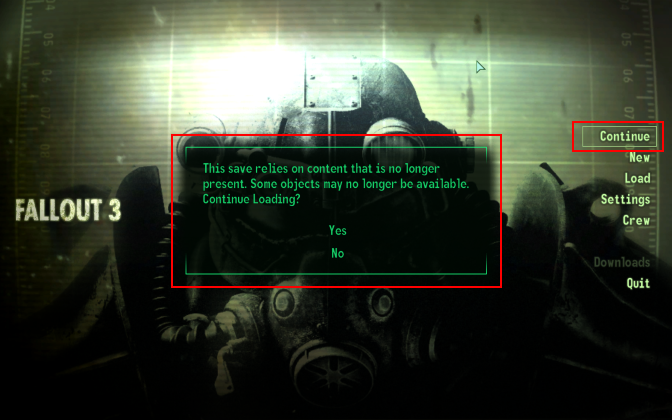 This save relies on content that is no longer
present. Some objects may no longer be available.
Continue Loading?
Yes
No
FALLOUT 3
Continue
New
Load
Settings
Crew
Downloads
Quit